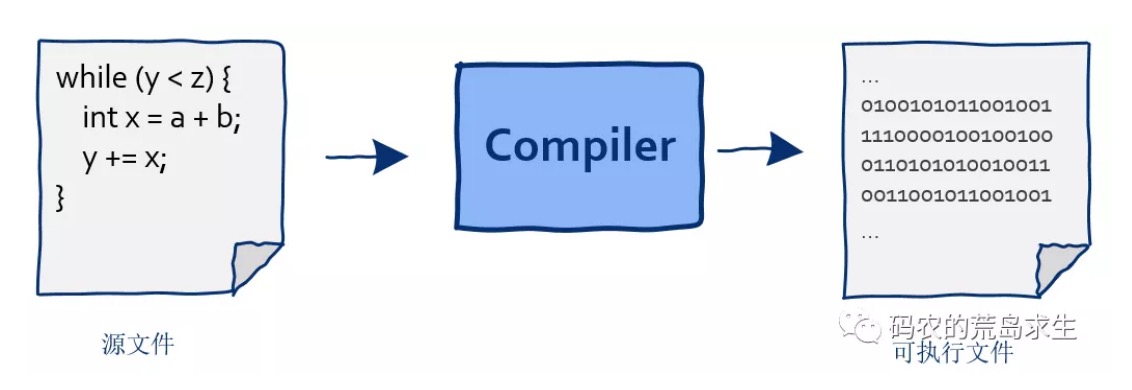 while (y < z) {
int x = a + b;
y += x;
}
源文件
Compiler
...
0100101011001001
1110000100100100
0110101010010011
0011001011001001
...
码农的荒岛求生
可执行文件